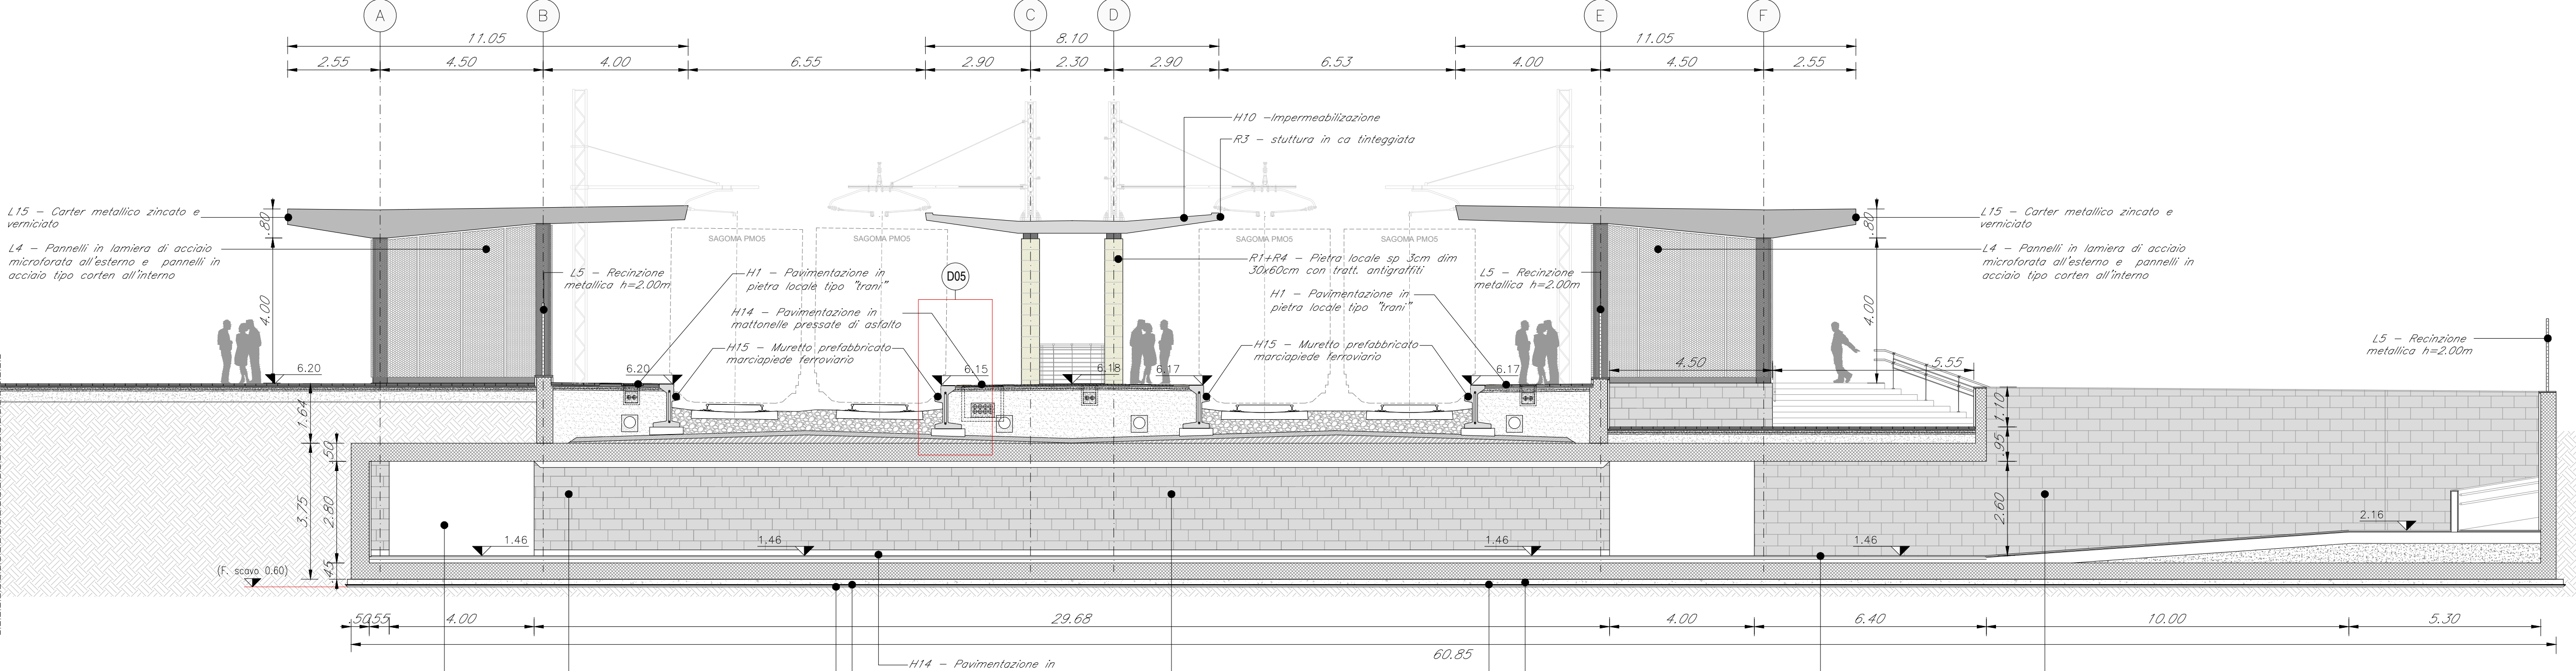 A B C D E F
11.05 8.10 11.05
2.55 4.50 4.00 6.55 2.90 2.30 2.90 6.53 4.00 4.50 2.55
H10 -Impermeabilizazione
R3 - stuttura in ca tinteggiata
L15 - Carter metallico zincato e
verniciato
.80
L4 - Pannelli in lamiera di acciaio
microforata all'esterno e pannelli in
acciaio tipo corten all'interno
4.00
L5 - Recinzione
metallica h=2.00m
SAGOMA PMO5
SAGOMA PMO5
H1 - Pavimentazione in
pietra locale tipo "trani"
H14 - Pavimentazione in
mattonelle pressate di asfalto
H15 - Muretto prefabbricato
marciapiede ferroviario
D05
R1+R4 - Pietra locale sp 3cm dim
30x60cm con tratt. antigraffiti
SAGOMA PMO5
SAGOMA PMO5
H1 - Pavimentazione in
pietra locale tipo "trani"
H15 - Muretto prefabbricato
marciapiede ferroviario
L5 - Recinzione
metallica h=2.00m
L15 - Carter metallico zincato e
verniciato
.80
L4 - Pannelli in lamiera di acciaio
microforata all'esterno e pannelli in
acciaio tipo corten all'interno
4.00
L5 - Recinzione
metallica h=2.00m
6.20 6.20 6.15 6.18 6.17 6.17
4.50 5.55
1.64
.50
3.75
2.80
.45
1.10
.95
2.60
1.46 1.46 1.46 1.46 2.16
(F. scavo 0.60)
.50 .55 4.00 29.68 4.00 6.40 10.00 5.30
60.85
H14 - Pavimentazione in